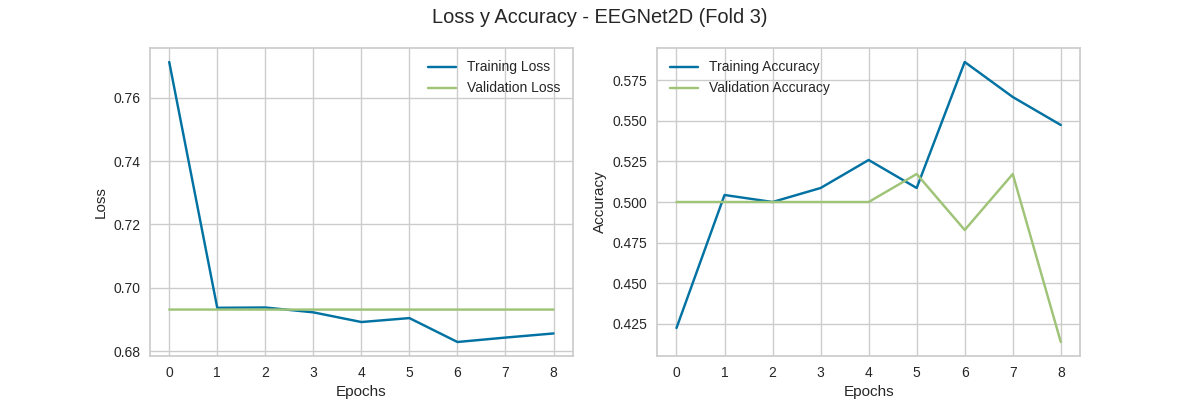 Loss y Accuracy - EEGNet2D (Fold 3)
Training Loss
Validation Loss
0.76
0.74
0.72
0.70
0.68
Loss
0 1 2 3 4 5 6 7 8
Epochs
Training Accuracy
Validation Accuracy
0.575
0.550
0.525
0.500
0.475
0.450
0.425
Accuracy
0 1 2 3 4 5 6 7 8
Epochs